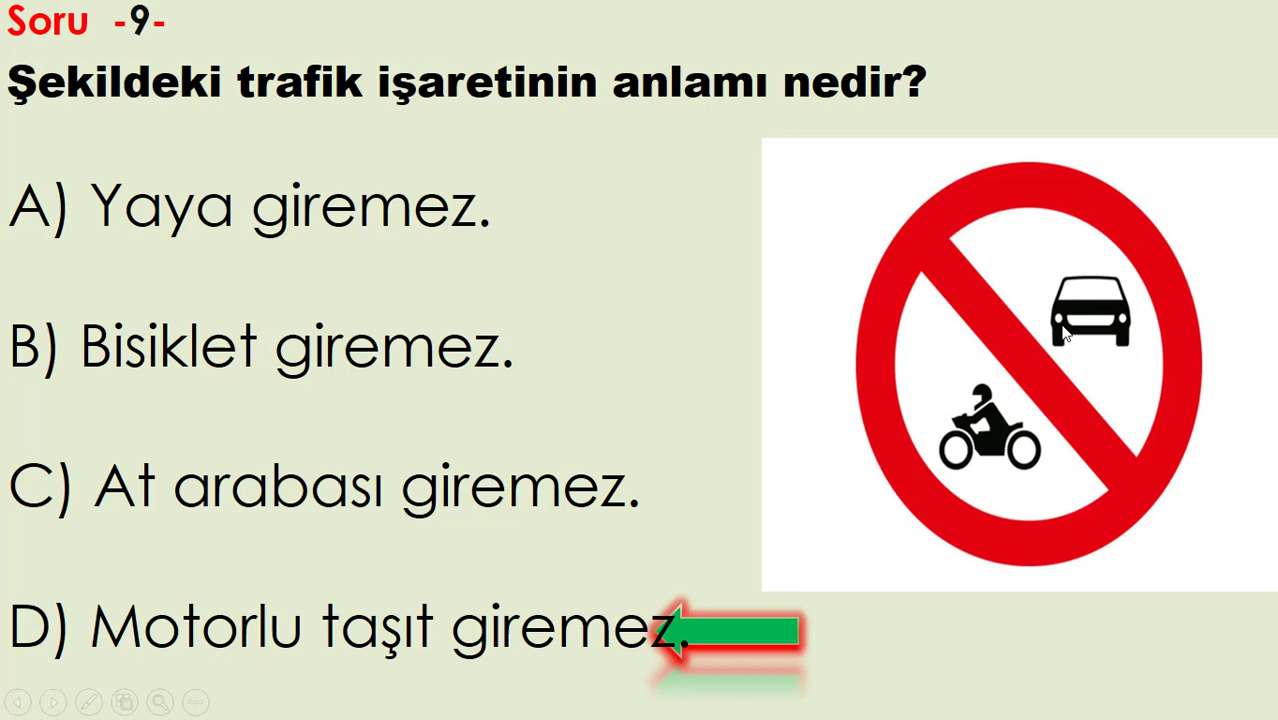 Soru -9-
Şekildeki trafik işaretinin anlamı nedir?
A) Yaya giremez.
B) Bisiklet giremez.
C) At arabası giremez.
D) Motorlu taşıt giremez.